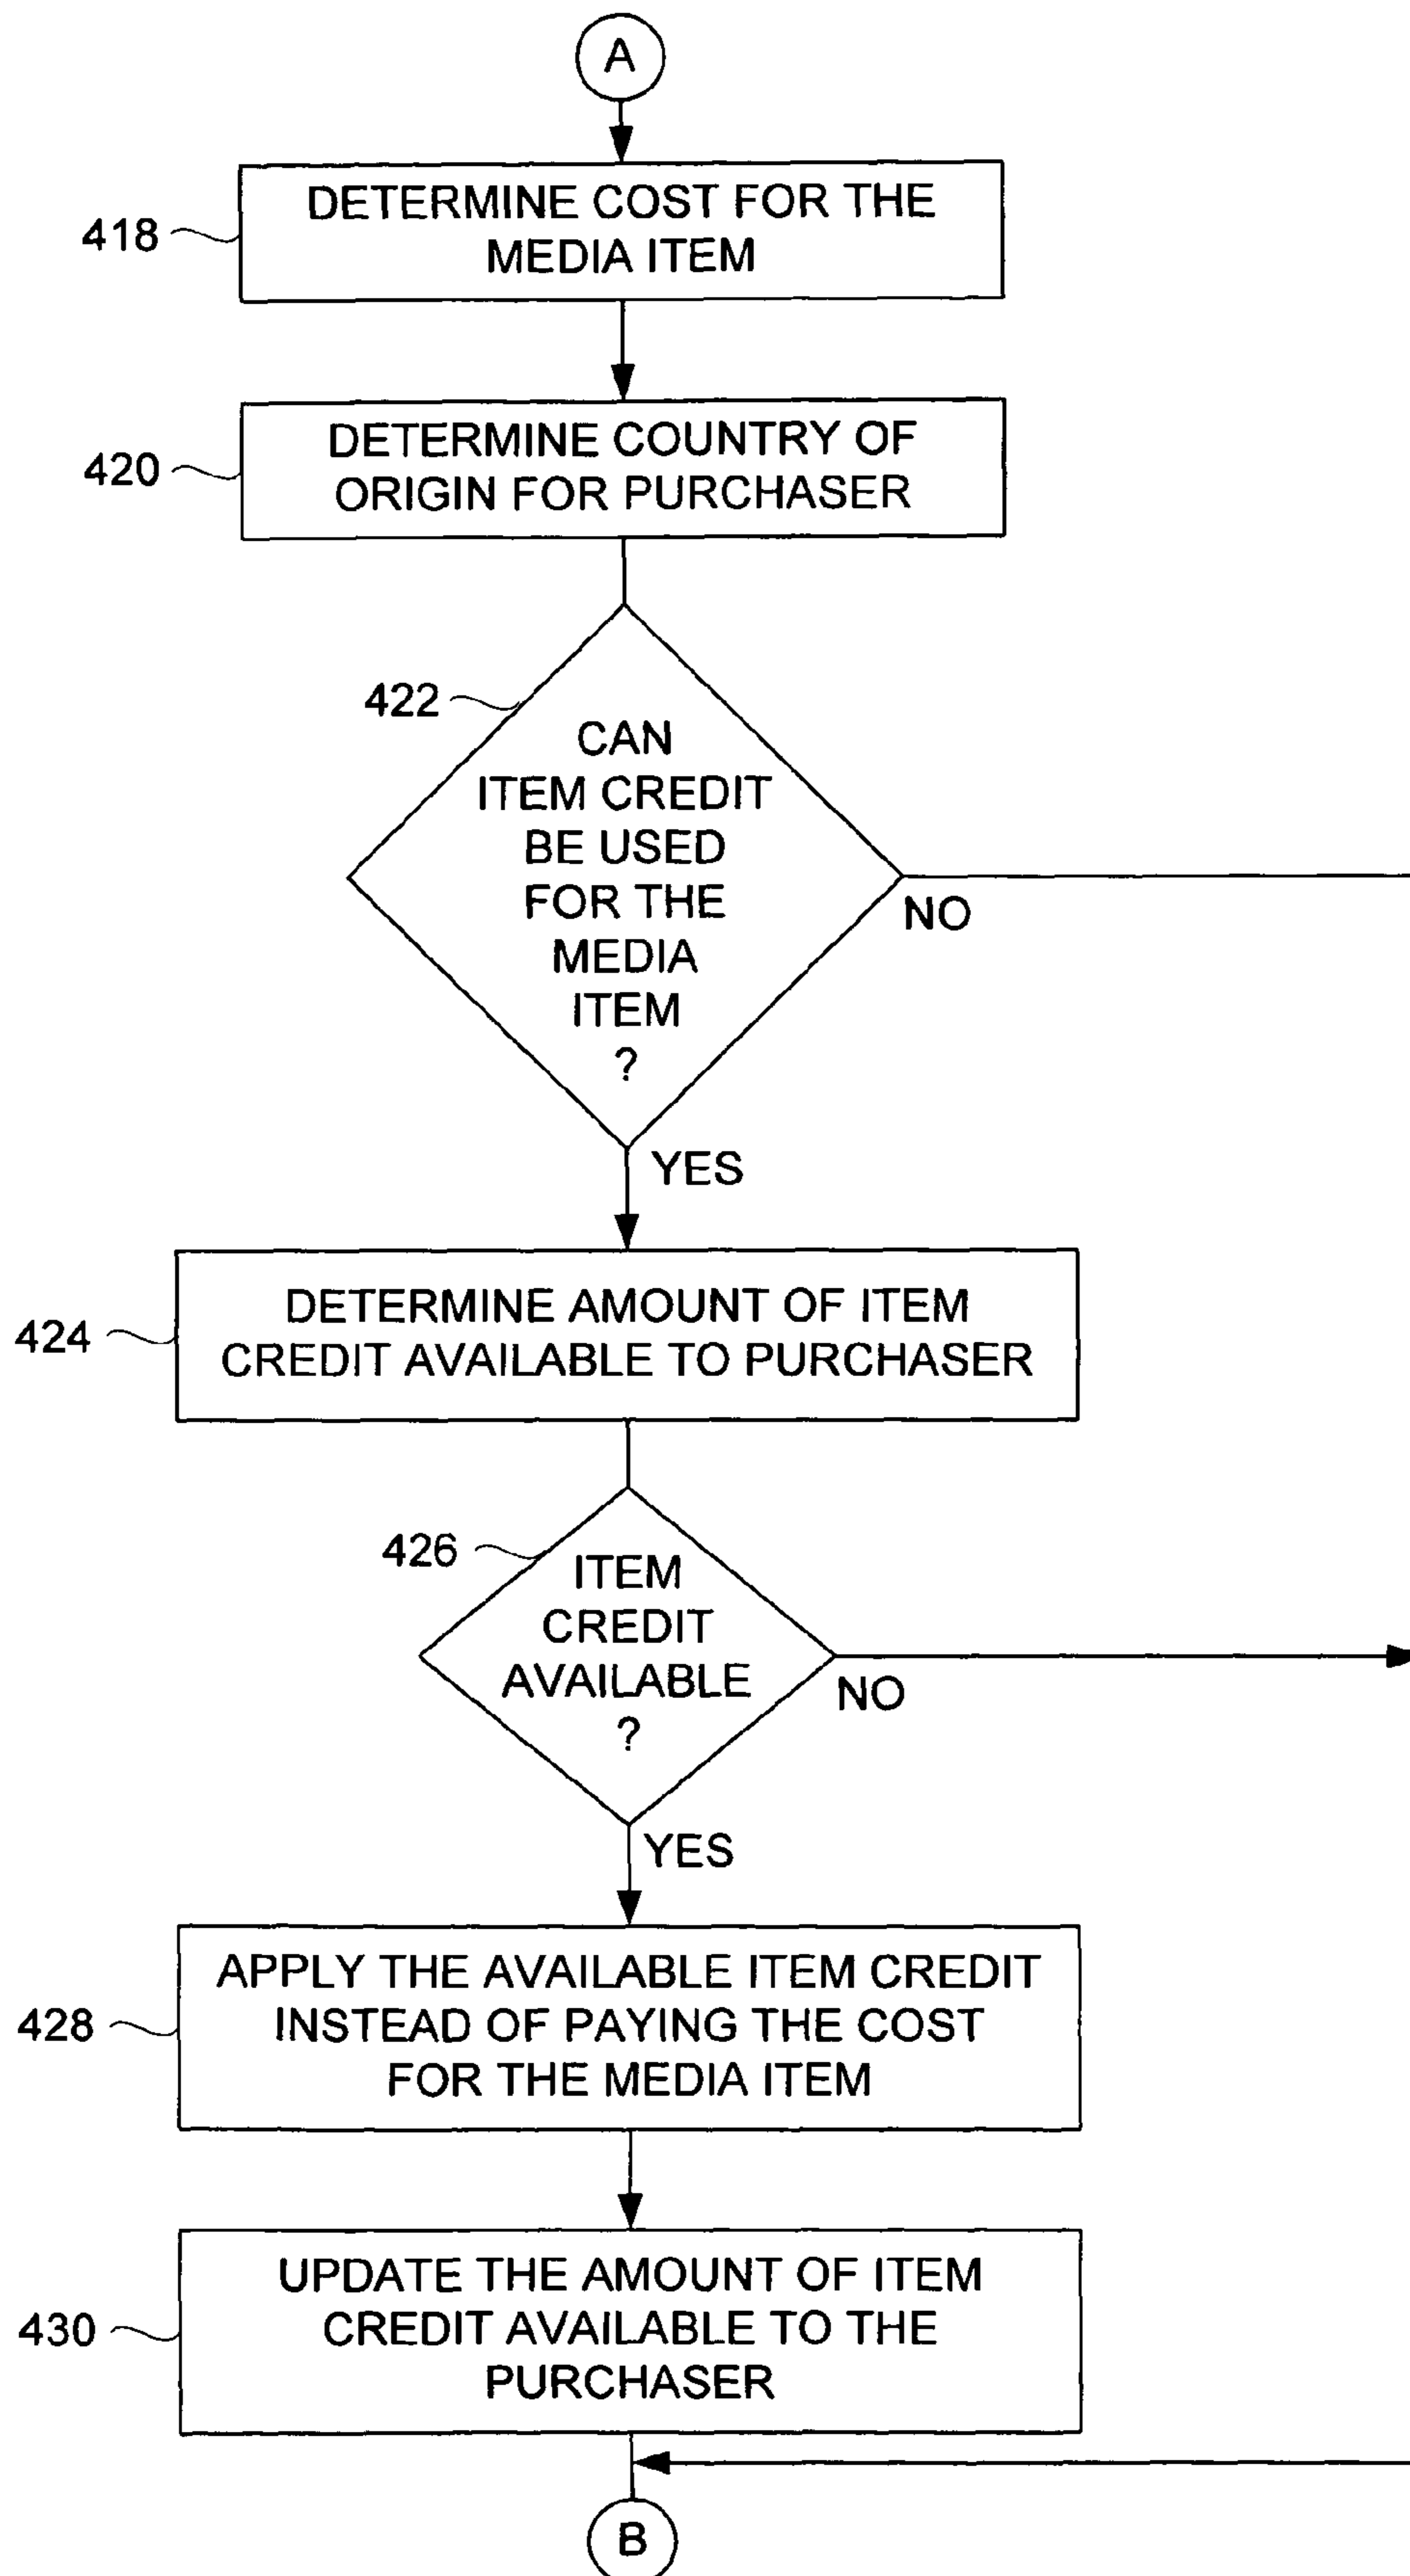 A
418
DETERMINE COST FOR THE
MEDIA ITEM
420
DETERMINE COUNTRY OF
ORIGIN FOR PURCHASER
422
CAN
ITEM CREDIT
BE USED
FOR THE
MEDIA
ITEM
?
NO
YES
424
DETERMINE AMOUNT OF ITEM
CREDIT AVAILABLE TO PURCHASER
426
ITEM
CREDIT
AVAILABLE
?
NO
YES
428
APPLY THE AVAILABLE ITEM CREDIT
INSTEAD OF PAYING THE COST
FOR THE MEDIA ITEM
430
UPDATE THE AMOUNT OF ITEM
CREDIT AVAILABLE TO THE
PURCHASER
B